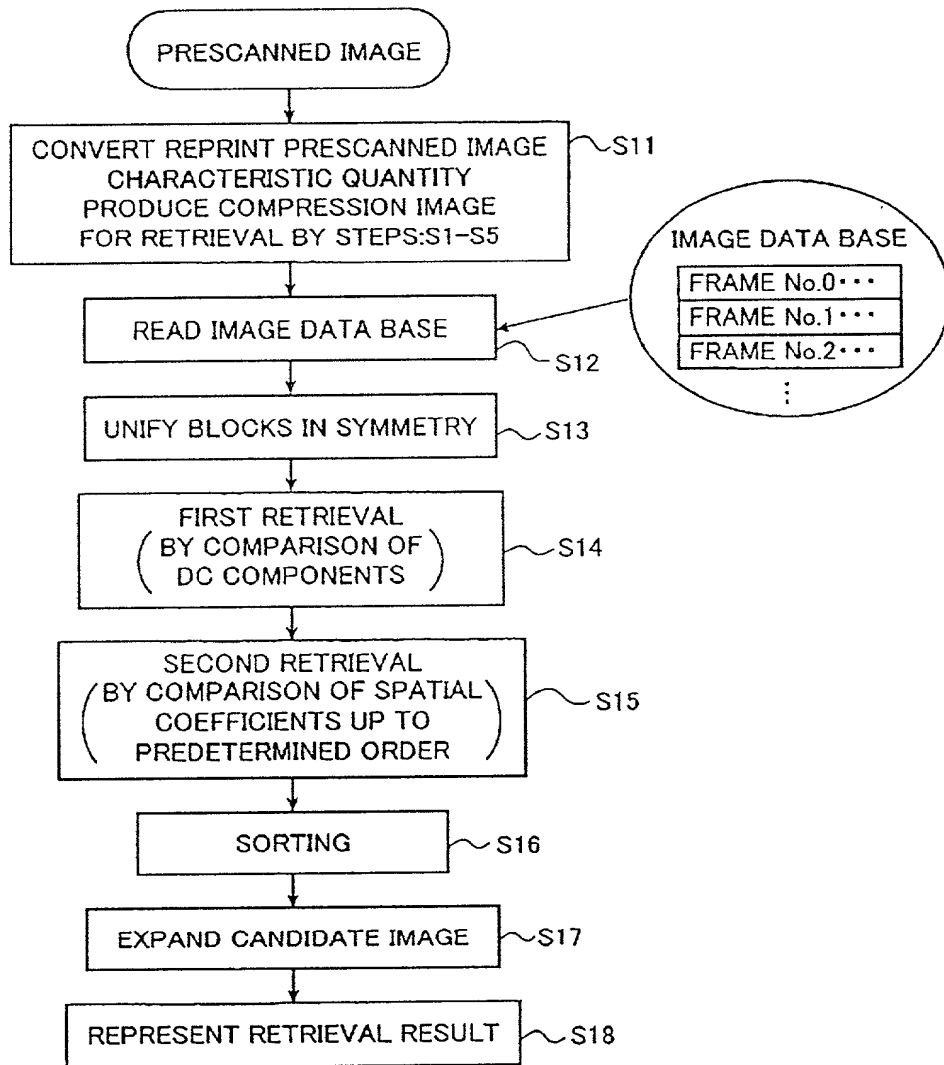 PRESCANNED IMAGE
CONVERT REPRINT PRESCANNED IMAGE
CHARACTERISTIC QUANTITY
PRODUCE COMPRESSION IMAGE
FOR RETRIEVAL BY STEPS:S1-S5
S11
IMAGE DATA BASE
FRAME No.0···
FRAME No.1···
FRAME No.2···
⋮
READ IMAGE DATA BASE
S12
UNIFY BLOCKS IN SYMMETRY
S13
FIRST RETRIEVAL
(BY COMPARISON OF
DC COMPONENTS)
S14
SECOND RETRIEVAL
(BY COMPARISON OF SPATIAL
COEFFICIENTS UP TO
PREDETERMINED ORDER)
S15
SORTING
S16
EXPAND CANDIDATE IMAGE
S17
REPRESENT RETRIEVAL RESULT
S18